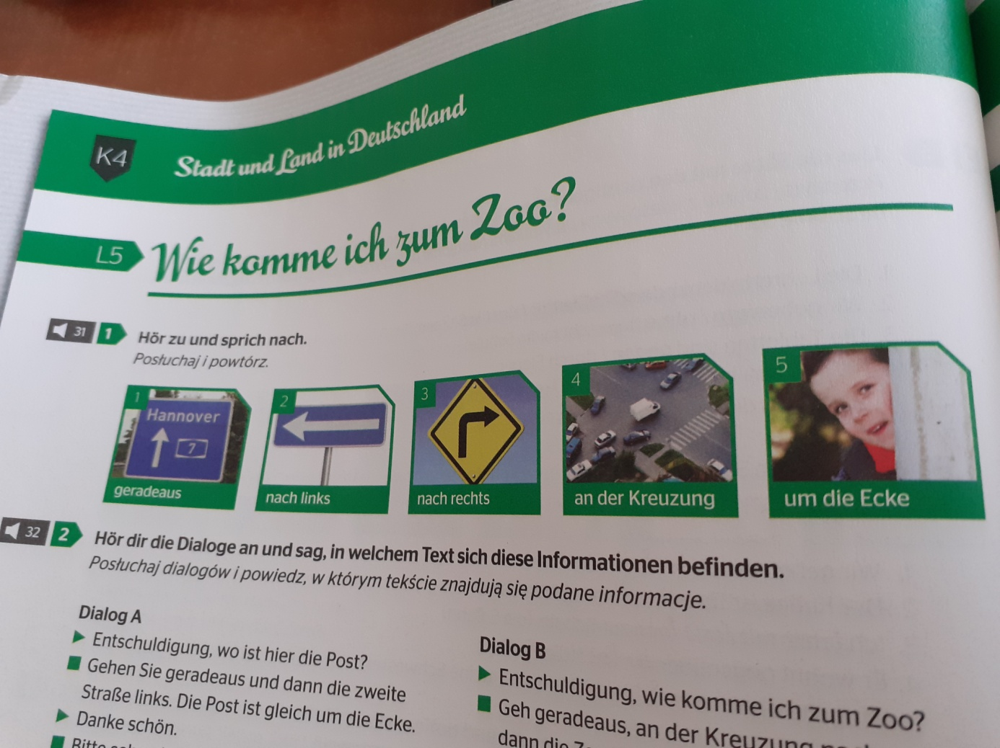 K4
Stadt und Land in Deutschland
L5
Wie komme ich zum Zoo?
31 1 Hör zu und sprich nach.
Posłuchaj i powtórz.
1
Hannover
7
geradeaus
2
nach links
3
nach rechts
4
an der Kreuzung
5
um die Ecke
32 2 Hör dir die Dialoge an und sag, in welchem Text sich diese Informationen befinden.
Posłuchaj dialogów i powiedz, w którym tekście znajdują się podane informacje.
Dialog A
Entschuldigung, wo ist hier die Post?
Gehen Sie geradeaus und dann die zweite
Straße links. Die Post ist gleich um die Ecke.
Danke schön.
Bitte
Dialog B
Entschuldigung, wie komme ich zum Zoo?
Geh geradeaus, an der Kreuzung
dann die